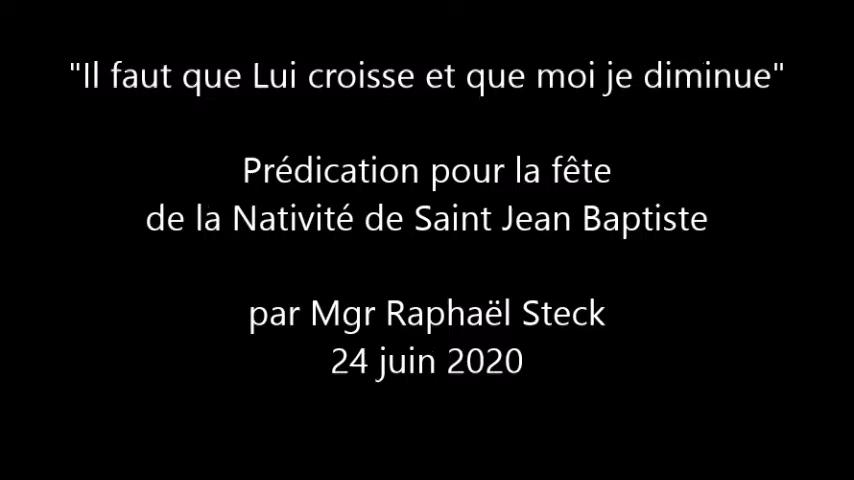 "Il faut que Lui croisse et que moi je diminue"
Prédication pour la fête
de la Nativité de Saint Jean Baptiste
par Mgr Raphaël Steck
24 juin 2020